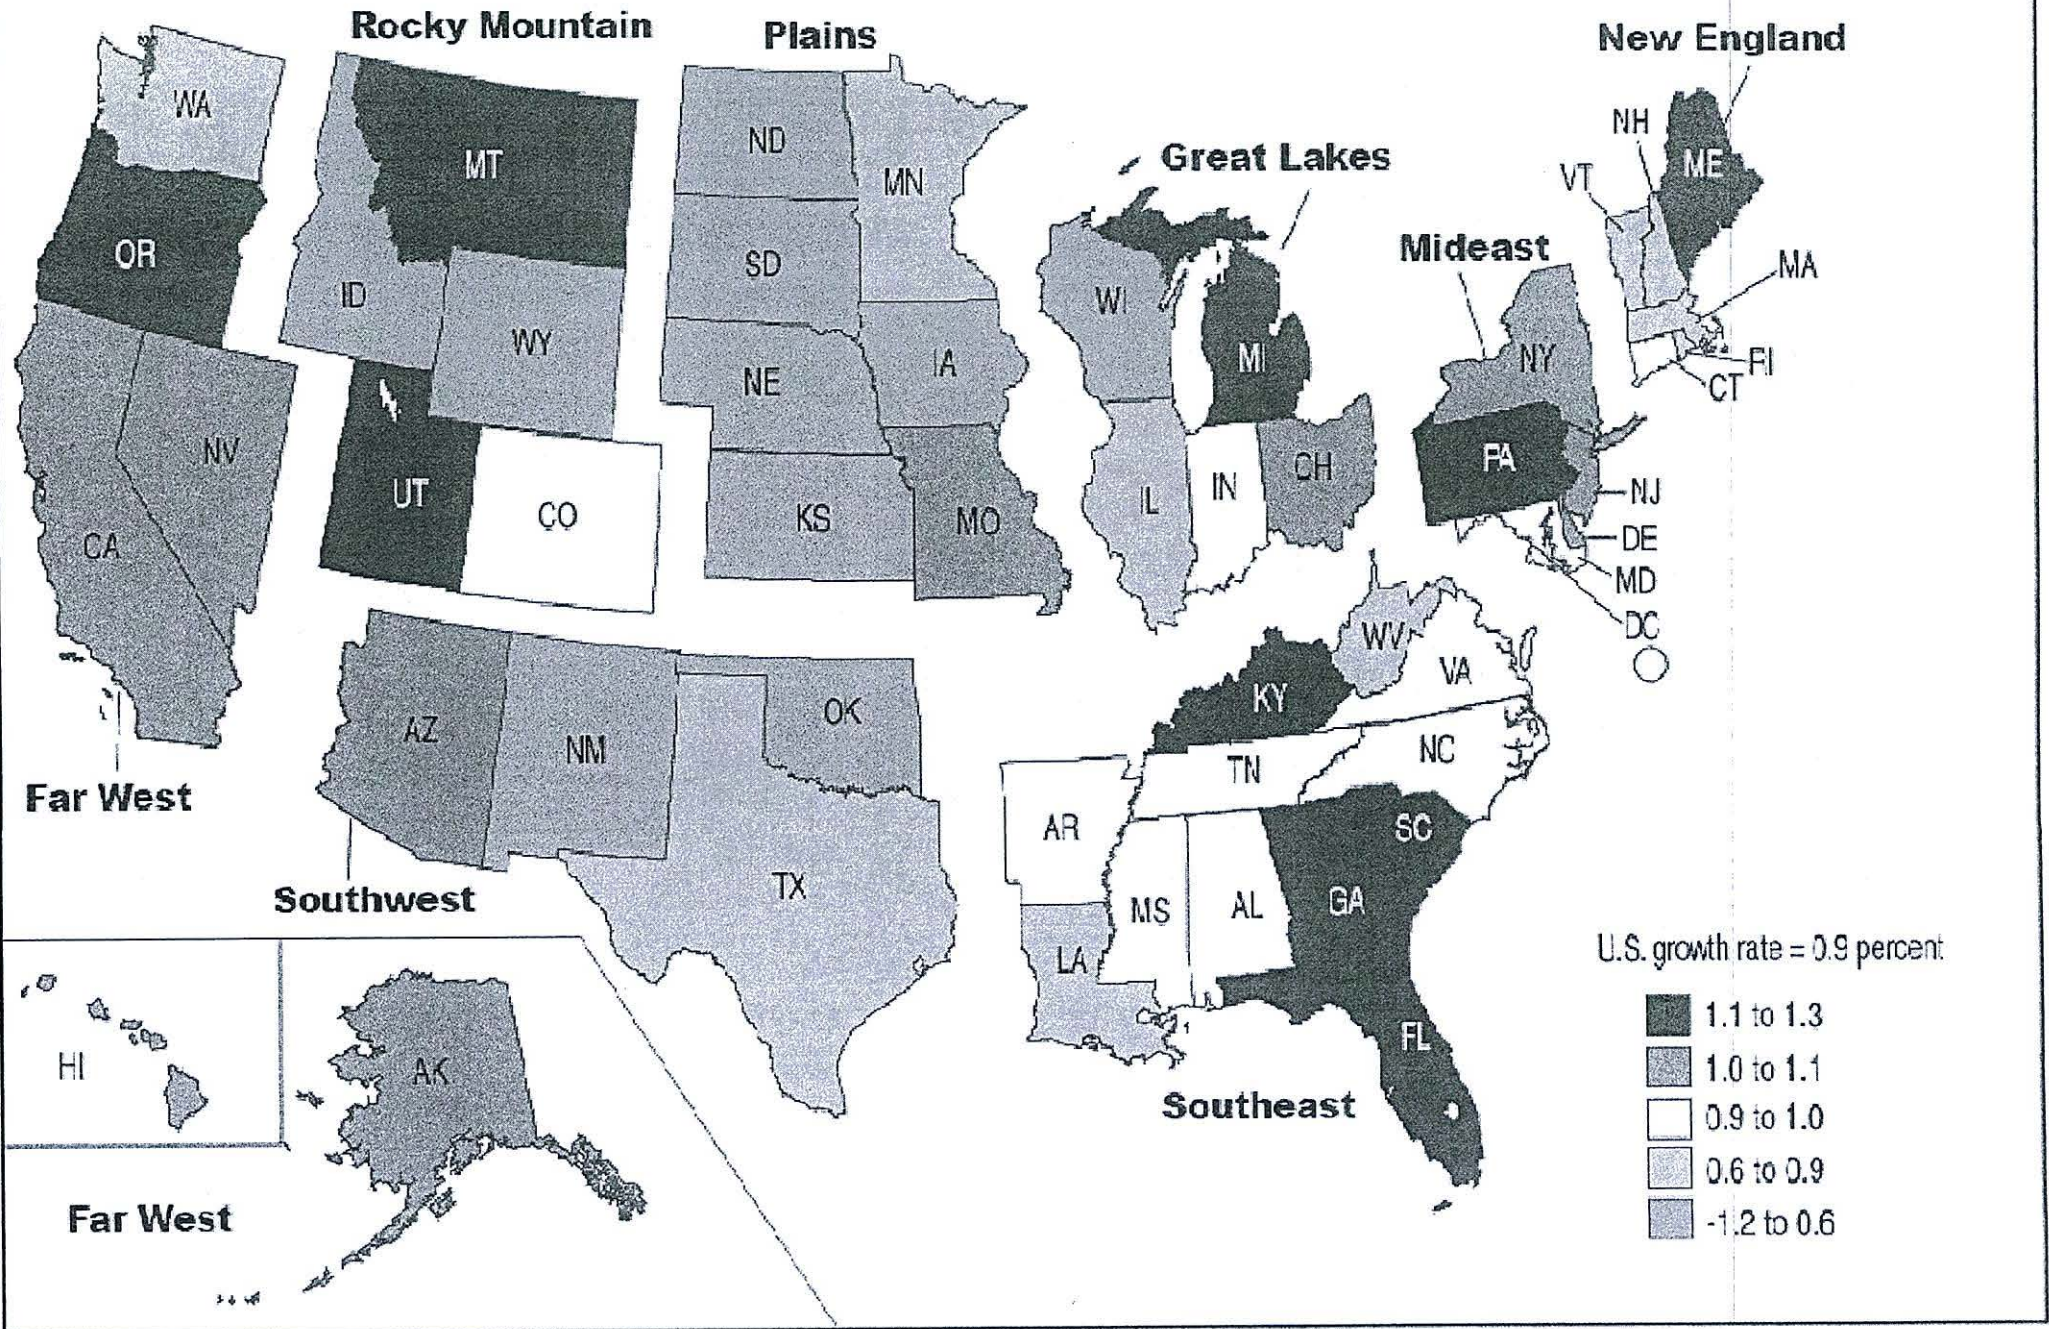 Rocky Mountain
Plains
New England
WA
MT
ND
MN
Great Lakes
NH
ME
VT
OR
ID
SD
WI
Mideast
MA
WY
NE
IA
MI
NY
RI
CT
NV
UT
CO
KS
MO
IL
IN
OH
PA
NJ
DE
MD
DC
CA
AZ
NM
OK
KY
WV
VA
TN
NC
Far West
AR
SC
Southwest
TX
MS
AL
GA
LA
U.S. growth rate = 0.9 percent
HI
AK
FL
1.1 to 1.3
1.0 to 1.1
Southeast
0.9 to 1.0
0.6 to 0.9
Far West
-1.2 to 0.6